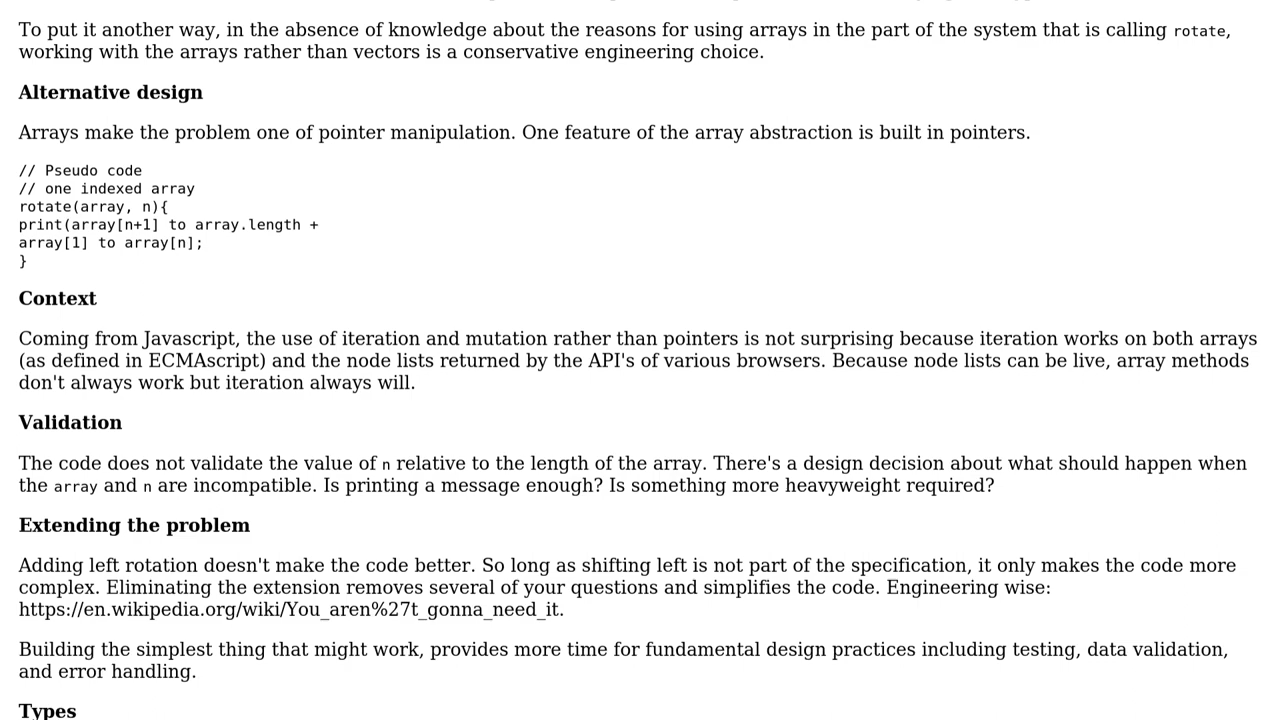 To put it another way, in the absence of knowledge about the reasons for using arrays in the part of the system that is calling rotate,
working with the arrays rather than vectors is a conservative engineering choice.
Alternative design
Arrays make the problem one of pointer manipulation. One feature of the array abstraction is built in pointers.
// Pseudo code
// one indexed array
rotate(array, n){
print(array[n+1] to array.length +
array[1] to array[n];
}
Context
Coming from Javascript, the use of iteration and mutation rather than pointers is not surprising because iteration works on both arrays
(as defined in ECMAscript) and the node lists returned by the API's of various browsers. Because node lists can be live, array methods
don't always work but iteration always will.
Validation
The code does not validate the value of n relative to the length of the array. There's a design decision about what should happen when
the array and n are incompatible. Is printing a message enough? Is something more heavyweight required?
Extending the problem
Adding left rotation doesn't make the code better. So long as shifting left is not part of the specification, it only makes the code more
complex. Eliminating the extension removes several of your questions and simplifies the code. Engineering wise:
https://en.wikipedia.org/wiki/You_aren%27t_gonna_need_it.
Building the simplest thing that might work, provides more time for fundamental design practices including testing, data validation,
and error handling.
Types